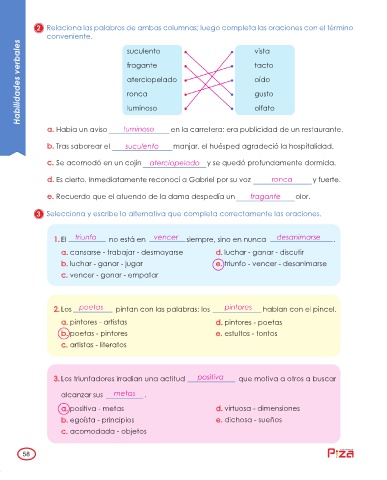 Habilidades verbales
2 Relaciona las palabras de ambas columnas; luego completa las oraciones con el término
conveniente.
suculento vista
fragante tacto
aterciopelado oído
ronca gusto
luminoso olfato
a. Había un aviso luminoso en la carretera: era publicidad de un restaurante.
b. Tras saborear el suculento manjar, el huésped agradeció la hospitalidad.
c. Se acomodó en un cojín aterciopelado y se quedó profundamente dormida.
d. Es cierto. Inmediatamente reconocí a Gabriel por su voz ronca y fuerte.
e. Recuerdo que el atuendo de la dama despedía un fragante olor.
3 Selecciona y escribe la alternativa que completa correctamente las oraciones.
1. El triunfo no está en vencer siempre, sino en nunca desanimarse.
a. cansarse - trabajar - desmayarse d. luchar - ganar - discutir
b. luchar - ganar - jugar e. triunfo - vencer - desanimarse
c. vencer - ganar - empatar
2. Los poetas pintan con las palabras; los pintores hablan con el pincel.
a. pintores - artistas d. pintores - poetas
b. poetas - pintores e. estultos - tontos
c. artistas - literatos
3. Los triunfadores irradian una actitud positiva que motiva a otros a buscar
alcanzar sus metas.
a. positiva - metas d. virtuosa - dimensiones
b. egoísta - principios e. dichosa - sueños
c. acomodada - objetos
58